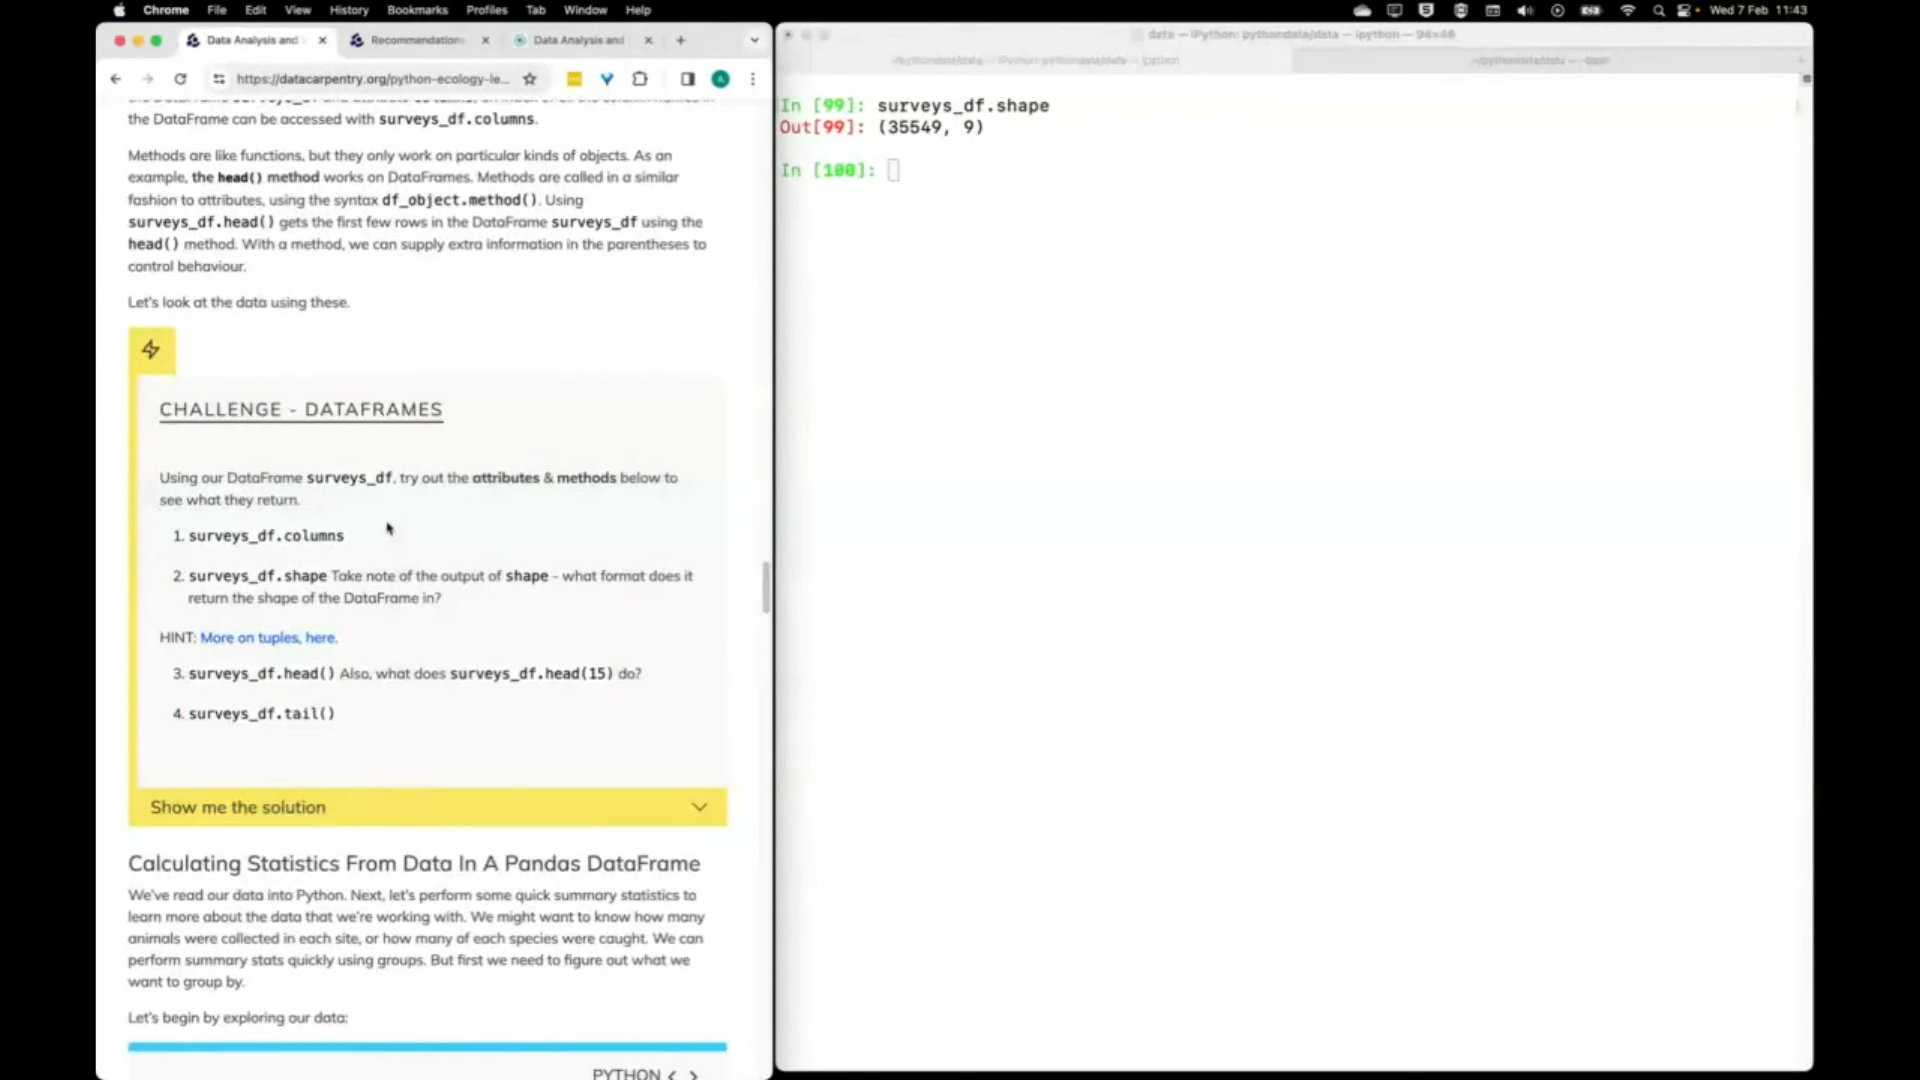 Chrome File Edit View History Bookmarks Profiles Tab Window Help
Wed 7 Feb 11:43
Data Analysis and
Recommendations
Data Analysis and
https://datacarpentry.org/python-ecology-le...
A
data — IPython: pythondata/data — ipython — 94×46
the DataFrame can be accessed with surveys_df.columns.
Methods are like functions, but they only work on particular kinds of objects. As an
example, the head() method works on DataFrames. Methods are called in a similar
fashion to attributes, using the syntax df_object.method(). Using
surveys_df.head() gets the first few rows in the DataFrame surveys_df using the
head() method. With a method, we can supply extra information in the parentheses to
control behaviour.
Let's look at the data using these.
CHALLENGE - DATAFRAMES
Using our DataFrame surveys_df, try out the attributes & methods below to
see what they return.
1. surveys_df.columns
2. surveys_df.shape Take note of the output of shape - what format does it
return the shape of the DataFrame in?
HINT: More on tuples, here.
3. surveys_df.head() Also, what does surveys_df.head(15) do?
4. surveys_df.tail()
Show me the solution
Calculating Statistics From Data In A Pandas DataFrame
We've read our data into Python. Next, let's perform some quick summary statistics to
learn more about the data that we're working with. We might want to know how many
animals were collected in each site, or how many of each species were caught. We can
perform summary stats quickly using groups. But first we need to figure out what we
want to group by.
Let's begin by exploring our data:
PYTHON < >
In [99]: surveys_df.shape
Out[99]: (35549, 9)
In [100]: